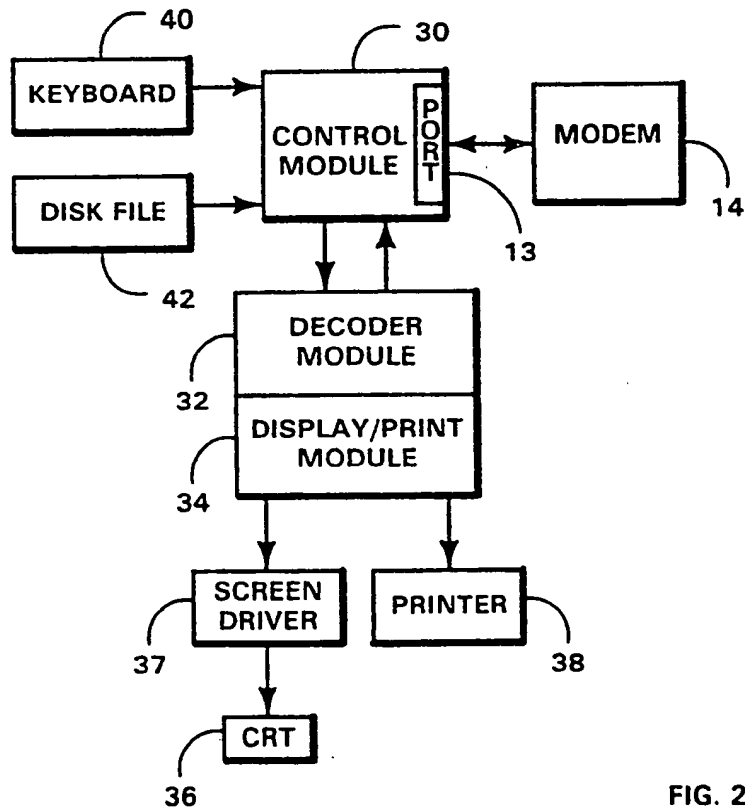 40
30
KEYBOARD
CONTROL
MODULE
PORT
MODEM
DISK FILE
13
14
42
DECODER
MODULE
32
DISPLAY/PRINT
MODULE
34
SCREEN
DRIVER
PRINTER
37
38
CRT
36
FIG. 2